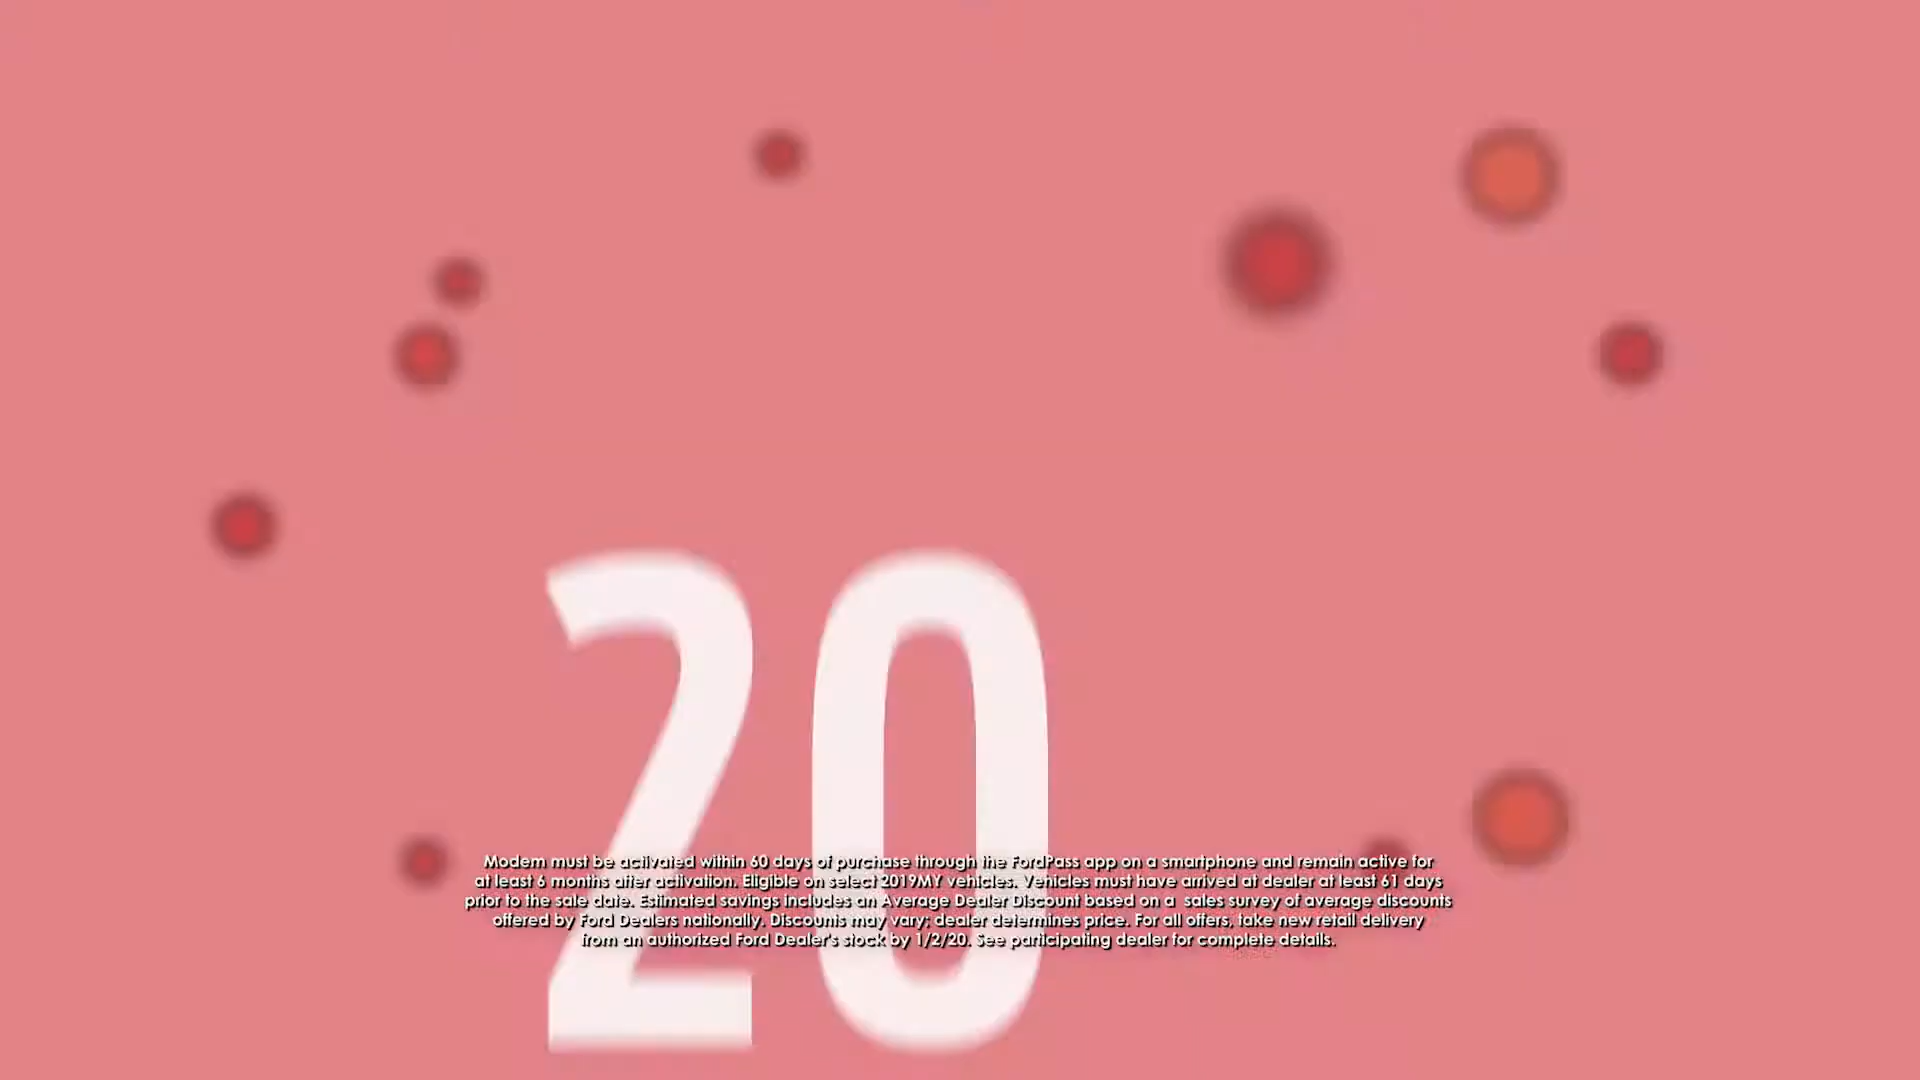 20
Modem must be activated within 60 days of purchase through the FordPass app on a smartphone and remain active for
at least 6 months after activation. Eligible on select 2019MY vehicles. Vehicles must have arrived at dealer at least 61 days
prior to the sale date. Estimated savings includes an Average Dealer Discount based on a sales survey of average discounts
offered by Ford Dealers nationally. Discounts may vary; dealer determines price. For all offers, take new retail delivery
from an authorized Ford Dealer's stock by 1/2/20. See participating dealer for complete details.